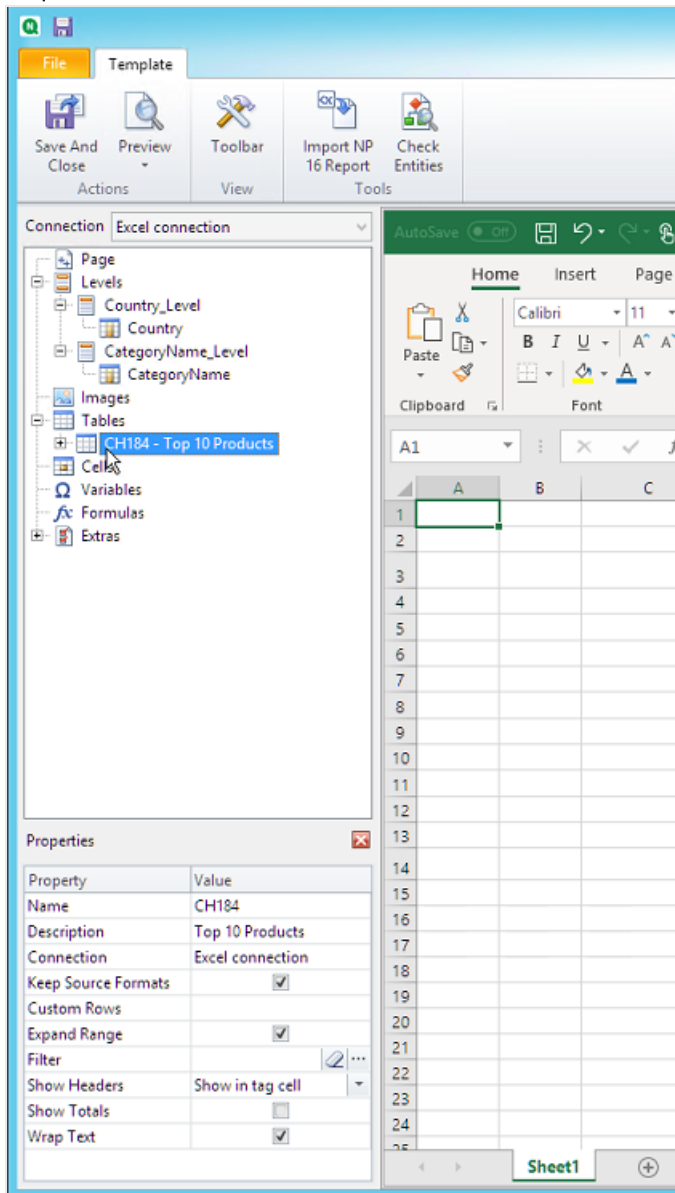 File Template
Save And Close
Preview
Toolbar
Import NP 16 Report
Check Entities
Actions View Tools
Connection Excel connection
Page
Levels
Country_Level
Country
CategoryName_Level
CategoryName
Images
Tables
CH184 - Top 10 Products
Cells
Variables
Formulas
Extras
Properties
Property Value
Name CH184
Description Top 10 Products
Connection Excel connection
Keep Source Formats
Custom Rows
Expand Range
Filter
Show Headers Show in tag cell
Show Totals
Wrap Text
AutoSave Off
Home Insert Page
Paste
Calibri 11
B I U A A A
Clipboard Font
A1
A B C
1
2
3
4
5
6
7
8
9
10
11
12
13
14
15
16
17
18
19
20
21
22
23
24
Sheet1